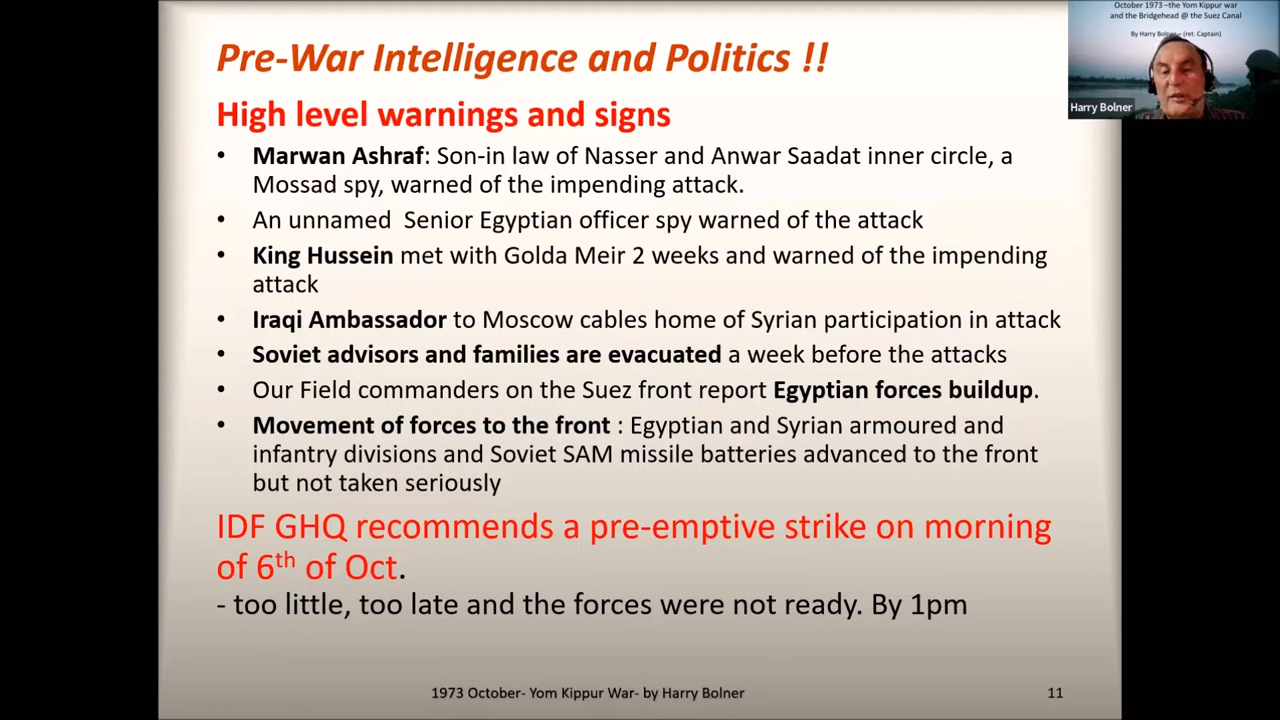 Pre-War Intelligence and Politics !!
High level warnings and signs
• Marwan Ashraf: Son-in law of Nasser and Anwar Saadat inner circle, a
Mossad spy, warned of the impending attack.
• An unnamed Senior Egyptian officer spy warned of the attack
• King Hussein met with Golda Meir 2 weeks and warned of the impending
attack
• Iraqi Ambassador to Moscow cables home of Syrian participation in attack
• Soviet advisors and families are evacuated a week before the attacks
• Our Field commanders on the Suez front report Egyptian forces buildup.
• Movement of forces to the front : Egyptian and Syrian armoured and
infantry divisions and Soviet SAM missile batteries advanced to the front
but not taken seriously
IDF GHQ recommends a pre-emptive strike on morning
of 6th of Oct.
- too little, too late and the forces were not ready. By 1pm
1973 October- Yom Kippur War- by Harry Bolner
11
October 1973 –the Yom Kippur war
and the Bridgehead @ the Suez Canal
By Harry Bolner – (ret. Captain)
Harry Bolner